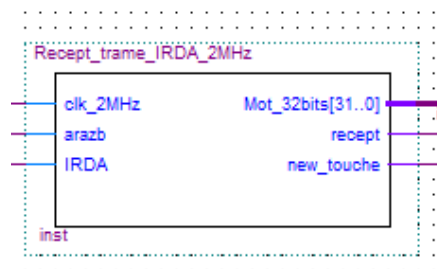 Recept_trame_IRDA_2MHz
clk_2MHz Mot_32bits[31..0]
arazb recept
IRDA new_touche
inst